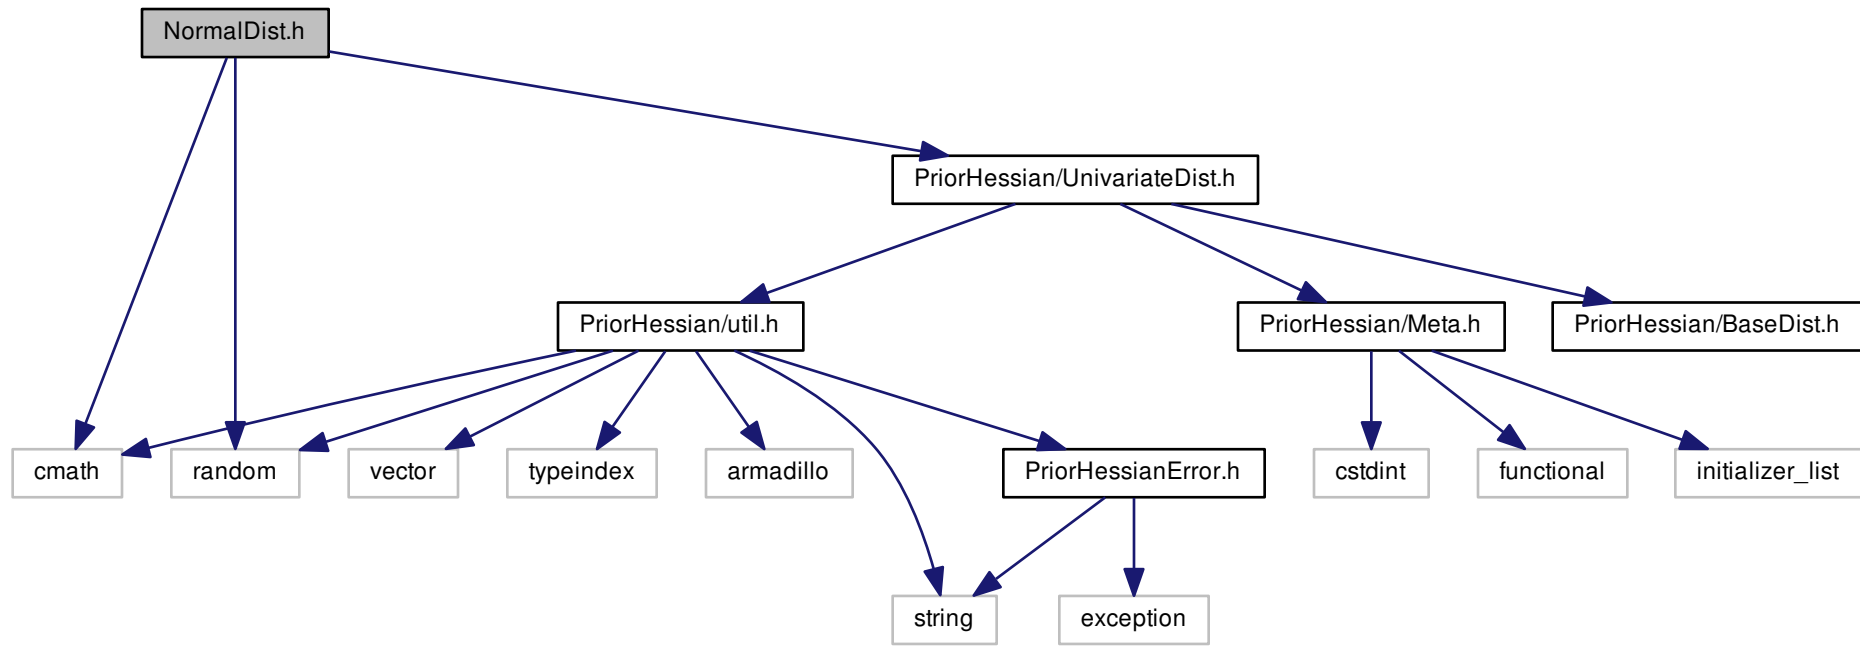 NormalDist.h
PriorHessian/UnivariateDist.h
PriorHessian/util.h
PriorHessian/Meta.h
PriorHessian/BaseDist.h
cmath
random
vector
typeindex
armadillo
PriorHessianError.h
cstdint
functional
initializer_list
string
exception